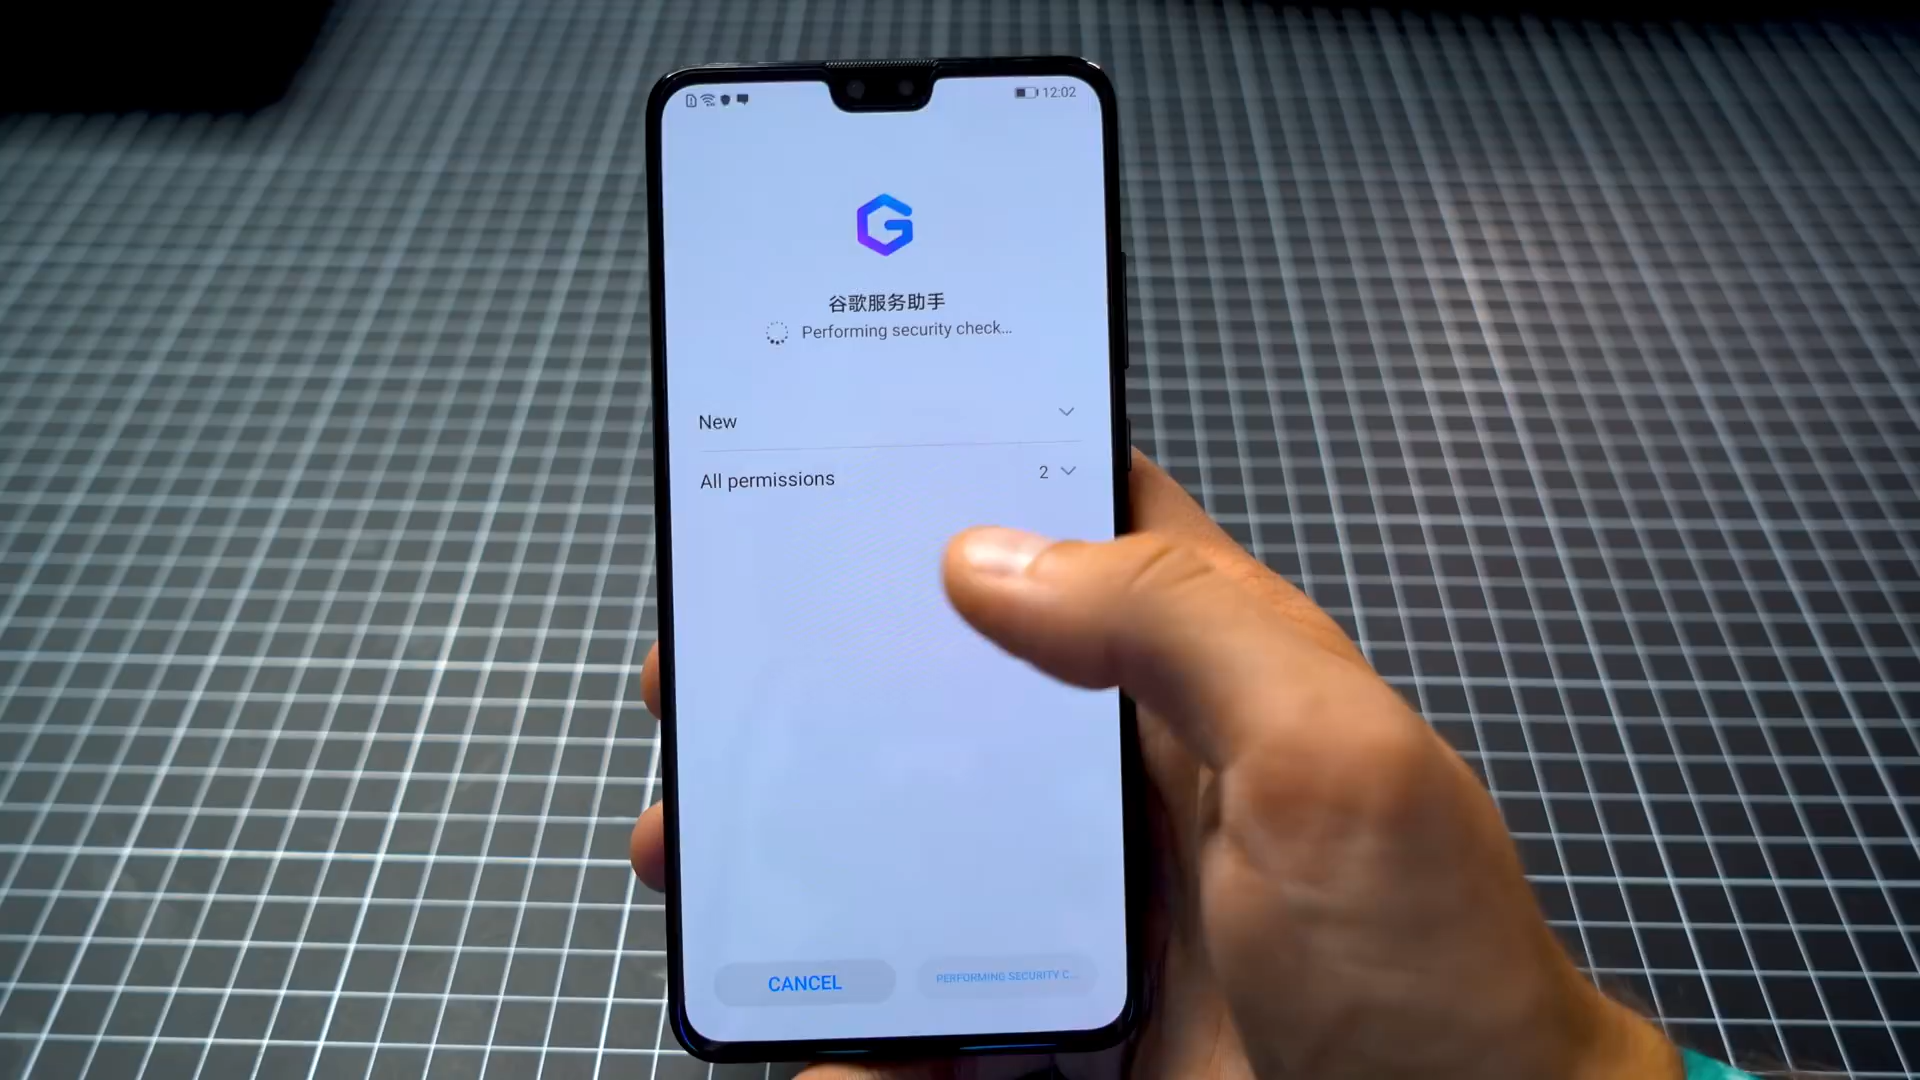 12:02
谷歌服务助手
Performing security check...
New
All permissions 2
CANCEL
PERFORMING SECURITY C...